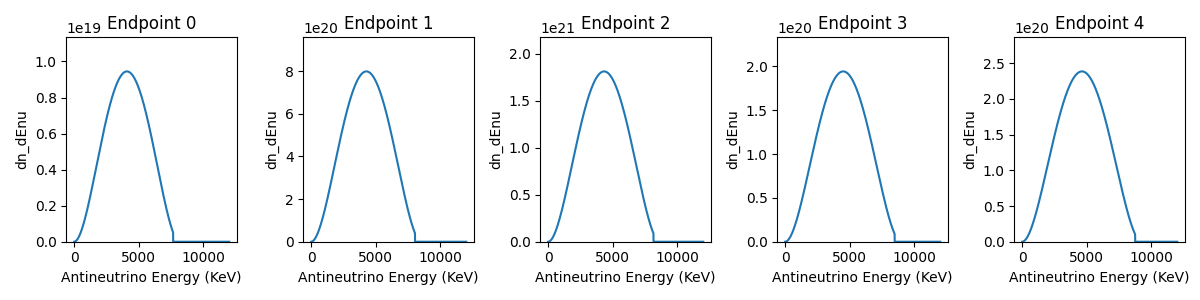 Endpoint 0
1e19
1.0
0.8
0.6
0.4
0.2
0.0
dn_dEnu
0
5000
10000
Antineutrino Energy (KeV)
Endpoint 1
1e20
8
6
4
2
0
dn_dEnu
0
5000
10000
Antineutrino Energy (KeV)
Endpoint 2
1e21
2.0
1.5
1.0
0.5
0.0
dn_dEnu
0
5000
10000
Antineutrino Energy (KeV)
Endpoint 3
1e20
2.0
1.5
1.0
0.5
0.0
dn_dEnu
0
5000
10000
Antineutrino Energy (KeV)
Endpoint 4
1e20
2.5
2.0
1.5
1.0
0.5
0.0
dn_dEnu
0
5000
10000
Antineutrino Energy (KeV)